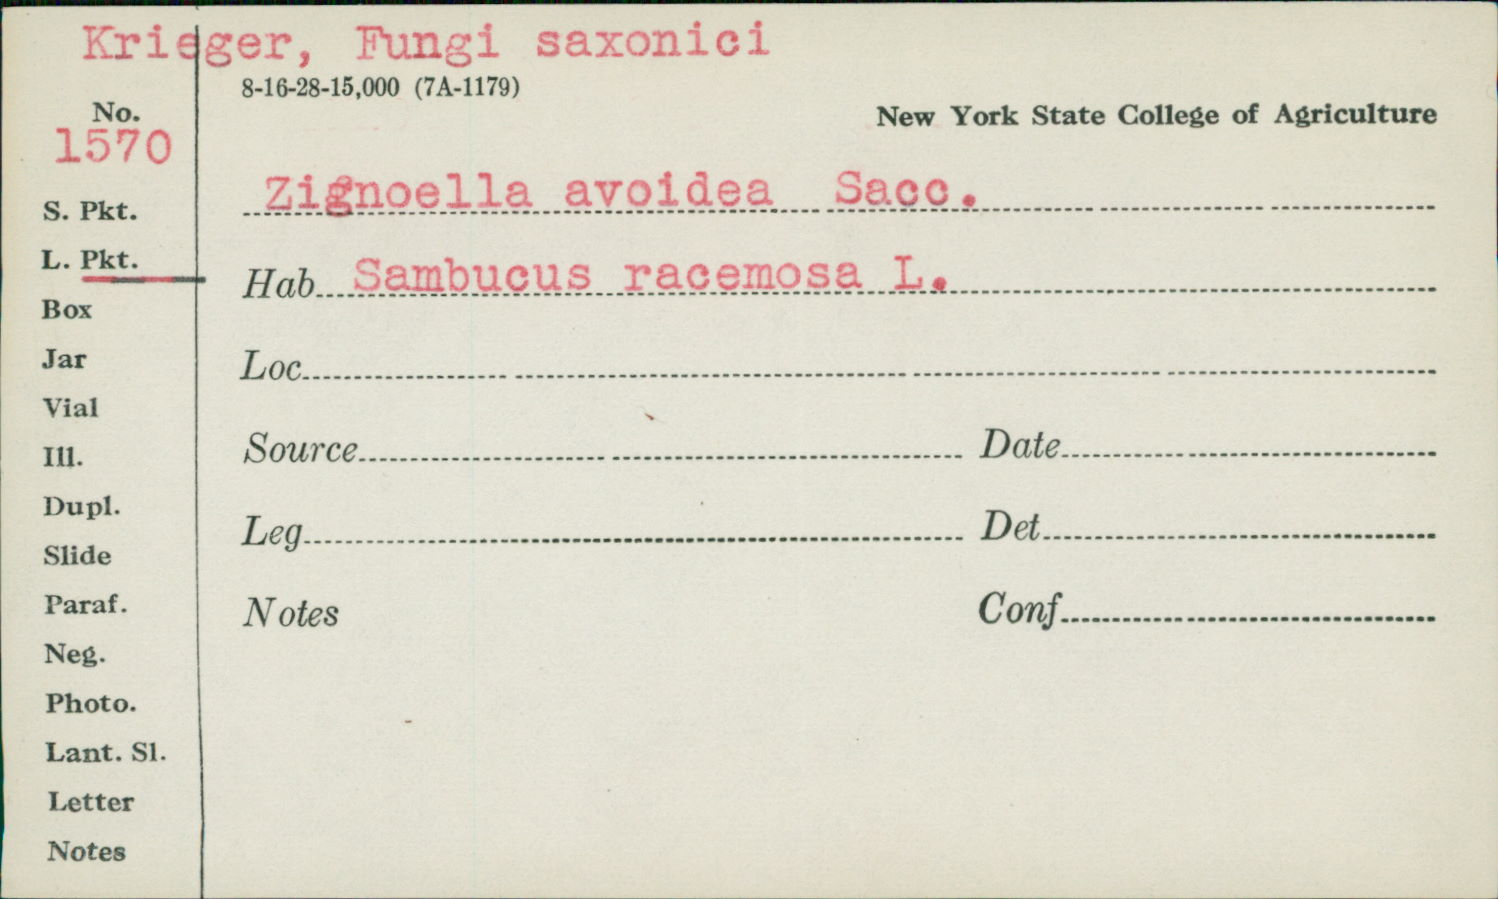 Krieger, Fungi saxonici
8-16-28-15,000 (7A-1179)
New York State College of Agriculture
No.
1570
Zignoella avoidea Sacc.
S. Pkt.
L. Pkt.
Hab Sambucus racemosa L.
Box
Jar
Loc
Vial
Ill.
Source Date
Dupl.
Leg Det
Slide
Paraf.
Notes Conf
Neg.
Photo.
Lant. Sl.
Letter
Notes